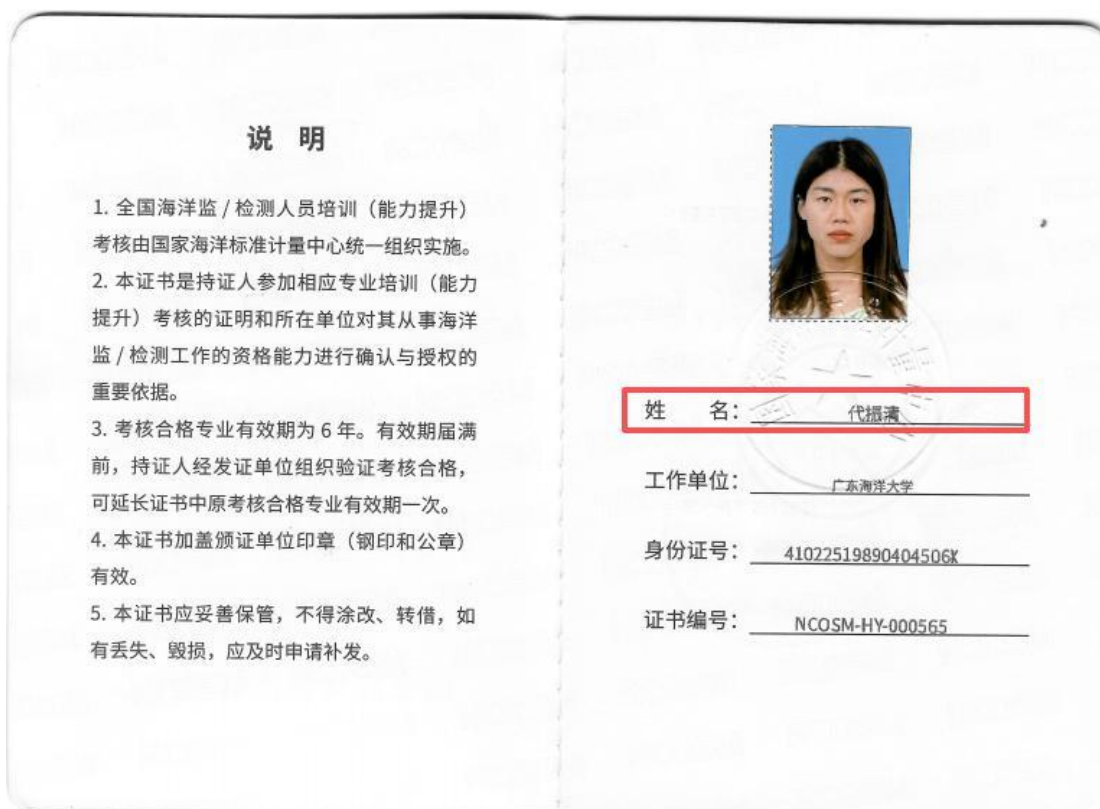 说 明
1. 全国海洋监 / 检测人员培训（能力提升）
考核由国家海洋标准计量中心统一组织实施。
2. 本证书是持证人参加相应专业培训（能力
提升）考核的证明和所在单位对其从事海洋
监 / 检测工作的资格能力进行确认与授权的
重要依据。
3. 考核合格专业有效期为 6 年。有效期届满
前，持证人经发证单位组织验证考核合格，
可延长证书中原考核合格专业有效期一次。
4. 本证书加盖颁证单位印章（钢印和公章）
有效。
5. 本证书应妥善保管，不得涂改、转借，如
有丢失、毁损，应及时申请补发。
姓 名： 代振清
工作单位： 广东海洋大学
身份证号： 41022519890404506X
证书编号： NCOSM-HY-000565